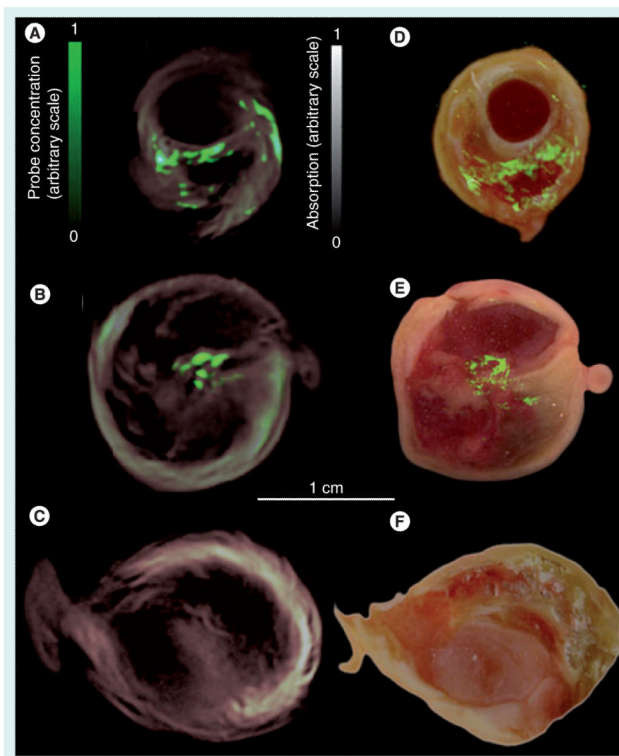 A
1
Probe concentration
(arbitrary scale)
0
1
Absorption (arbitrary scale)
0
D
B
E
1 cm
C
F